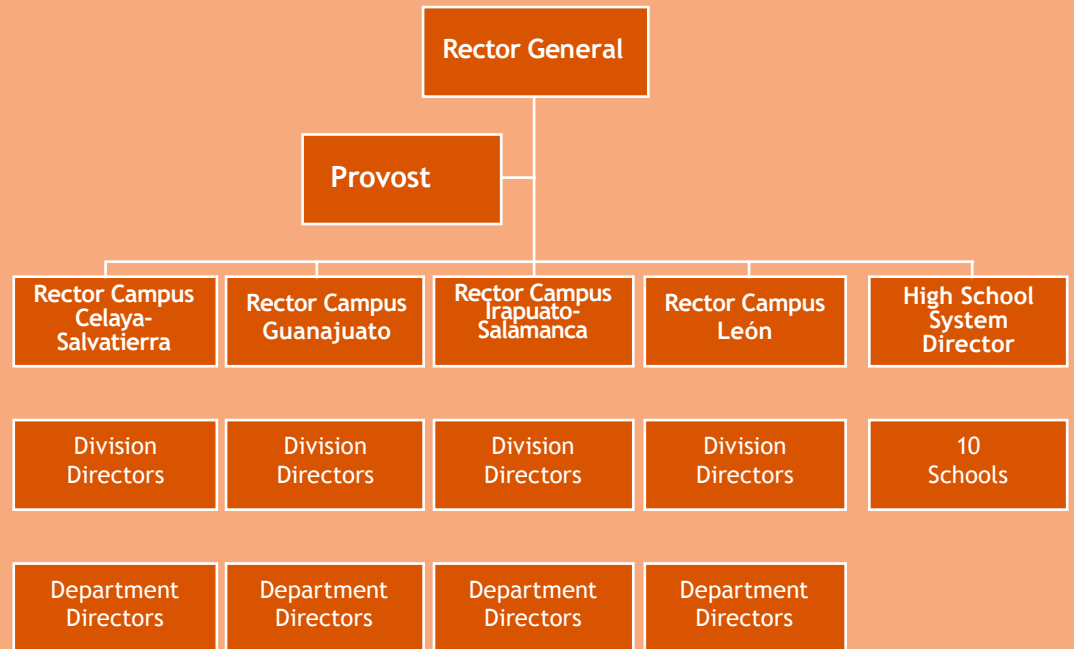 Rector General
Provost
Rector Campus
Celaya-
Salvatierra
Rector Campus
Guanajuato
Rector Campus
Irapuato-
Salamanca
Rector Campus
León
High School
System
Director
Division
Directors
Division
Directors
Division
Directors
Division
Directors
10
Schools
Department
Directors
Department
Directors
Department
Directors
Department
Directors